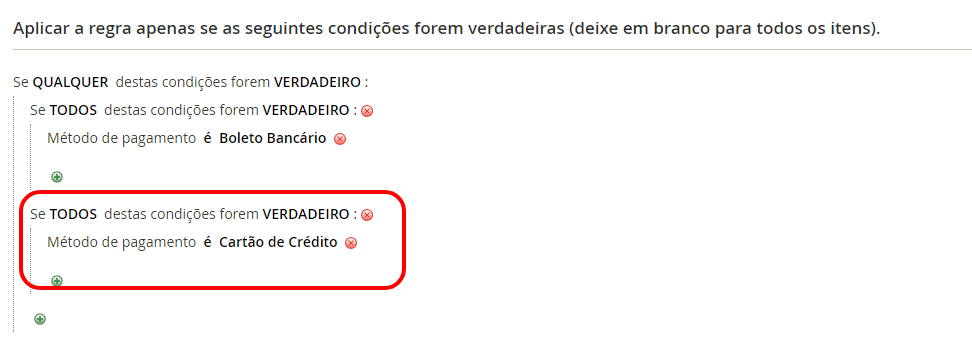 Aplicar a regra apenas se as seguintes condições forem verdadeiras (deixe em branco para todos os itens).
Se QUALQUER destas condições forem VERDADEIRO :
Se TODOS destas condições forem VERDADEIRO :
Método de pagamento é Boleto Bancário
Se TODOS destas condições forem VERDADEIRO :
Método de pagamento é Cartão de Crédito